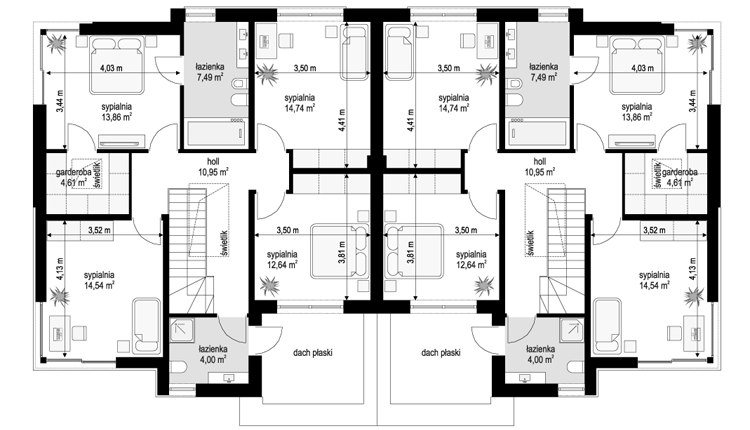 łazienka
7,49 m²
4,03 m
3,44 m
sypialnia
13,86 m²
3,50 m
sypialnia
14,74 m²
4,41 m
3,50 m
sypialnia
14,74 m²
4,41 m
łazienka
7,49 m²
4,03 m
3,44 m
sypialnia
13,86 m²
garderoba
4,61 m²
świetlik
holl
10,95 m²
świetlik
holl
10,95 m²
świetlik
garderoba
4,61 m²
świetlik
3,52 m
4,13 m
sypialnia
14,54 m²
3,50 m
3,81 m
sypialnia
12,64 m²
3,50 m
3,81 m
sypialnia
12,64 m²
3,52 m
4,13 m
sypialnia
14,54 m²
łazienka
4,00 m²
dach płaski
dach płaski
łazienka
4,00 m²